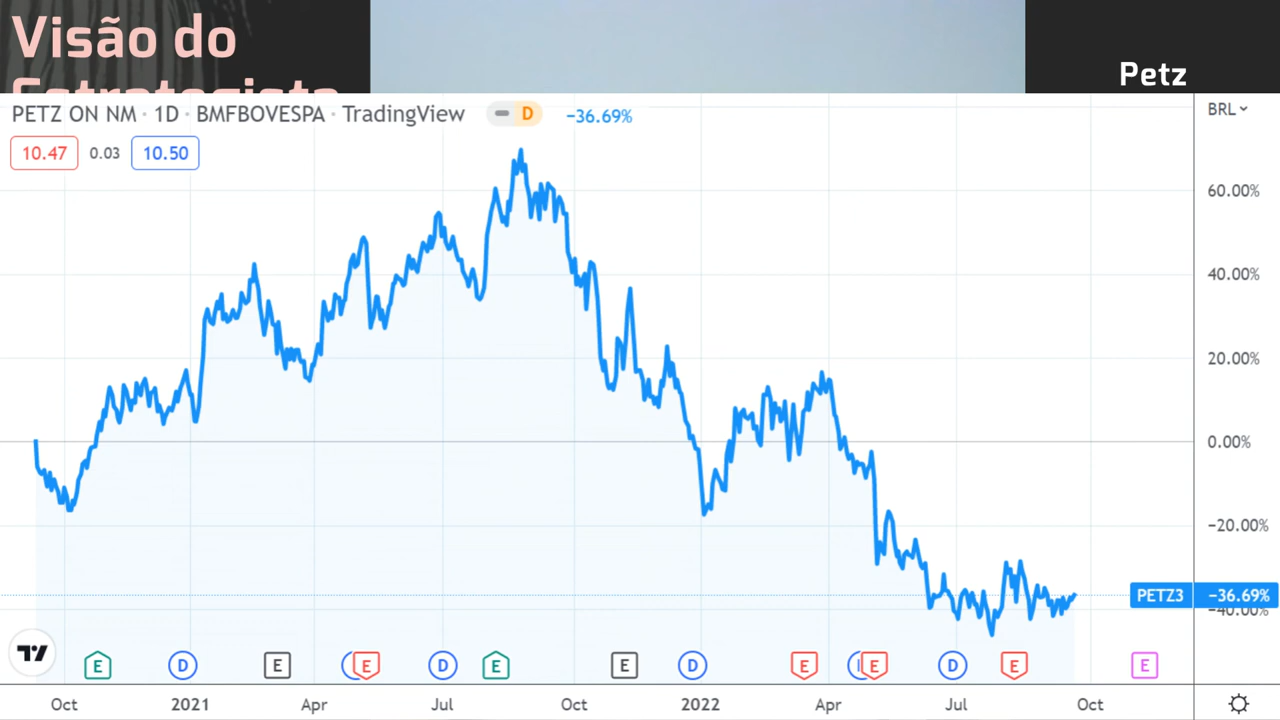 Visão do
Estrategista
Petz
PETZ ON NM · 1D · BMFBOVESPA · TradingView D −36.69%
BRL
10.47 0.03 10.50
60.00%
40.00%
20.00%
0.00%
−20.00%
PETZ3 −36.69%
−40.00%
E D E E D E E D E D E D E E
Oct 2021 Apr Jul Oct 2022 Apr Jul Oct